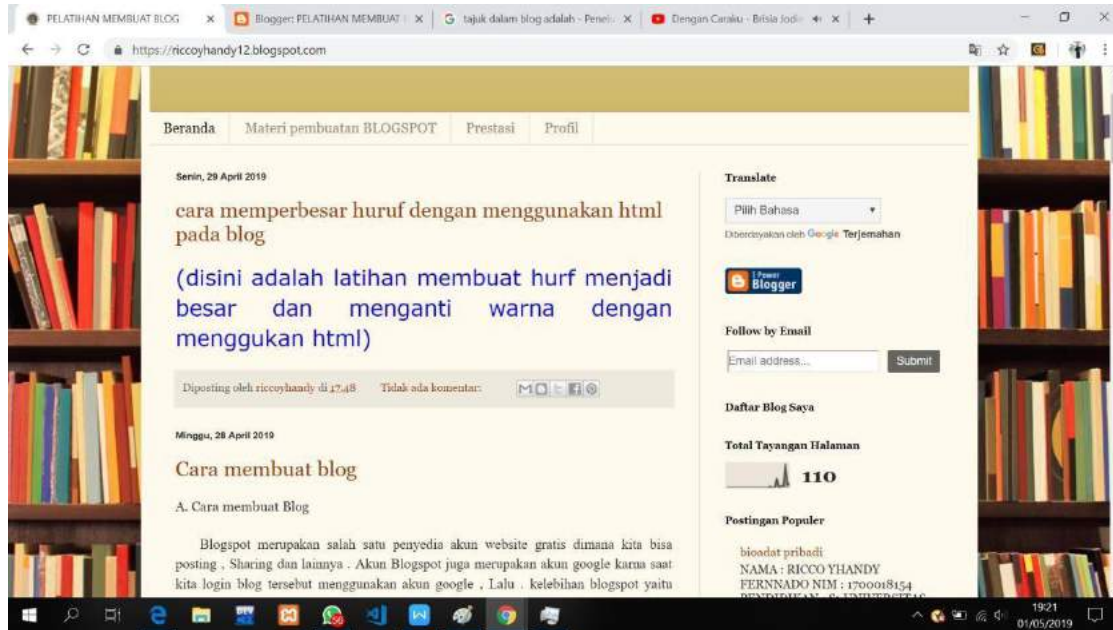 PELATIHAN MEMBUAT BLOG
Blogger: PELATIHAN MEMBUAT
tajuk dalam blog adalah - Penelu
Dengan Caraku - Brisia Jodie
https://riccoyhandy12.blogspot.com
Beranda Materi pembuatan BLOGSPOT Prestasi Profil
Senin, 29 April 2019
cara memperbesar huruf dengan menggunakan html
pada blog
(disini adalah latihan membuat hurf menjadi
besar dan menganti warna dengan
menggukan html)
Diposting oleh riccoyhandy di 17.48 Tidak ada komentar:
Minggu, 28 April 2019
Cara membuat blog
A. Cara membuat Blog
Blogspot merupakan salah satu penyedia akun website gratis dimana kita bisa
posting , Sharing dan lainnya . Akun Blogspot juga merupakan akun google karna saat
kita login blog tersebut menggunakan akun google , Lalu . kelebihan blogspot yaitu
Translate
Pilih Bahasa
Diberdayakan oleh Google Terjemahan
I Power
Blogger
Follow by Email
Email address... Submit
Daftar Blog Saya
Total Tayangan Halaman
110
Postingan Populer
bioadat pribadi
NAMA : RICCO YHANDY
FERNNADO NIM : 1700018154
19:21
01/05/2019